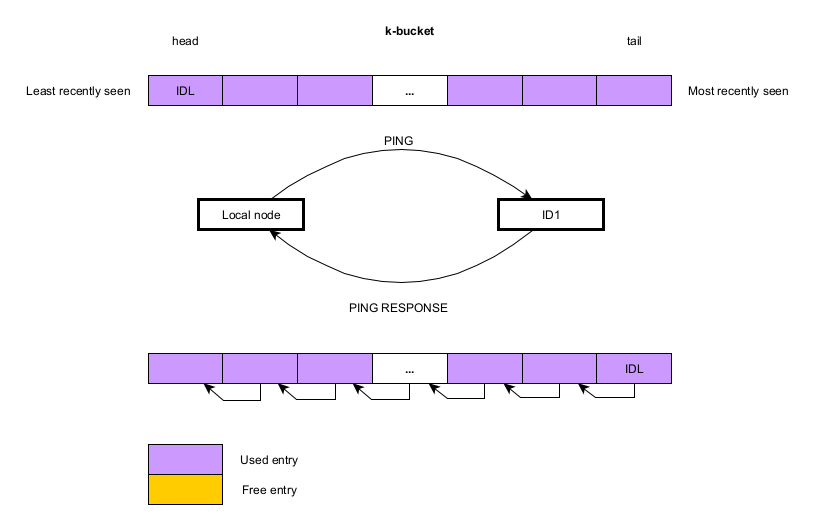 k-bucket
head
tail
Least recently seen
IDL
...
Most recently seen
PING
Local node
ID1
PING RESPONSE
...
IDL
Used entry
Free entry